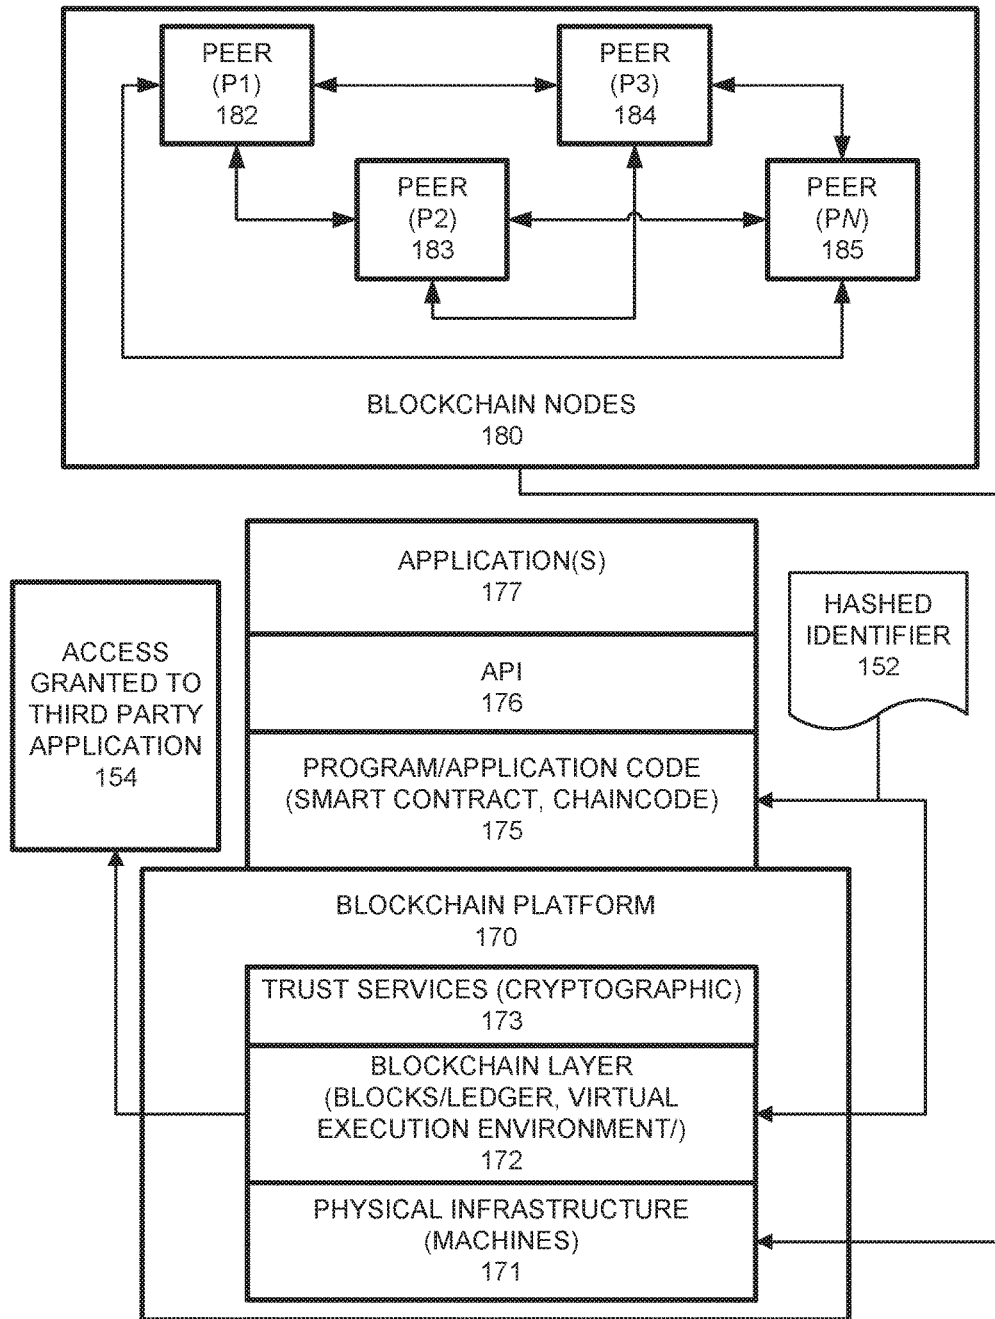 PEER
(P1)
182
PEER
(P3)
184
PEER
(P2)
183
PEER
(PN)
185
BLOCKCHAIN NODES
180
APPLICATION(S)
177
HASHED
IDENTIFIER
152
ACCESS
GRANTED TO
THIRD PARTY
APPLICATION
154
API
176
PROGRAM/APPLICATION CODE
(SMART CONTRACT, CHAINCODE)
175
BLOCKCHAIN PLATFORM
170
TRUST SERVICES (CRYPTOGRAPHIC)
173
BLOCKCHAIN LAYER
(BLOCKS/LEDGER, VIRTUAL
EXECUTION ENVIRONMENT/)
172
PHYSICAL INFRASTRUCTURE
(MACHINES)
171